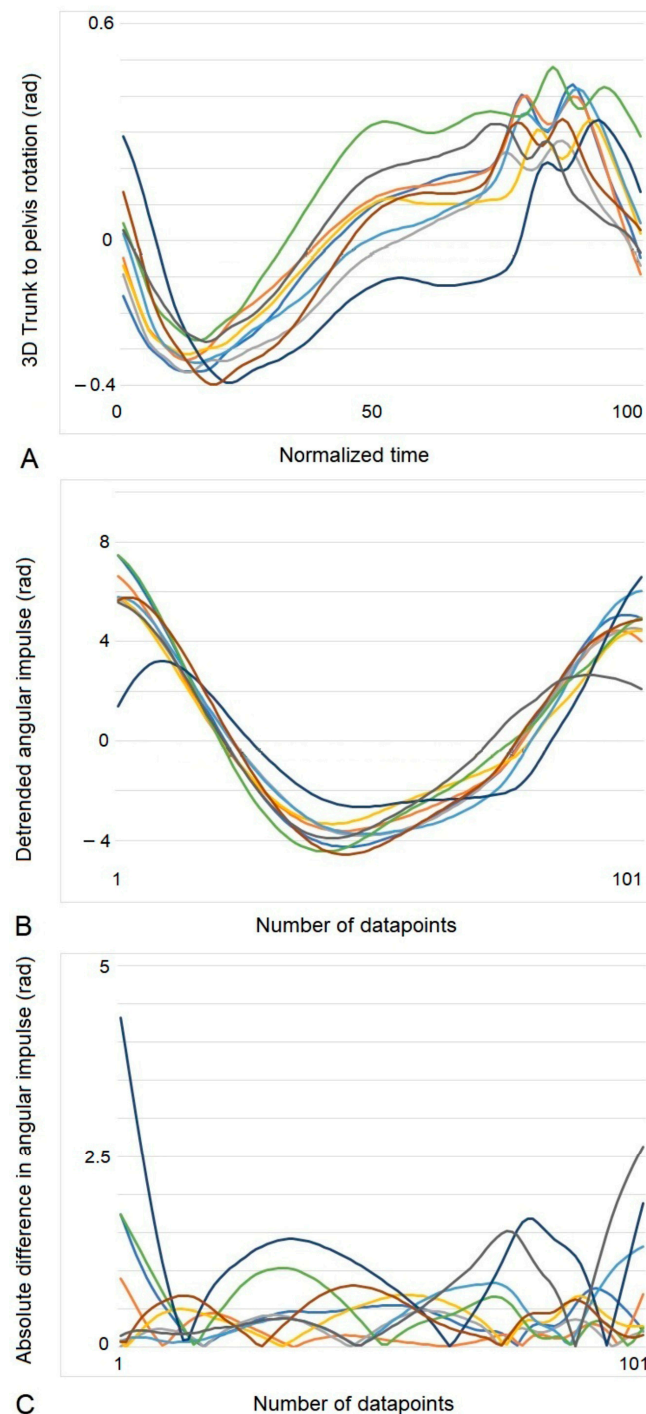 0.6
3D Trunk to pelvis rotation (rad)
0
– 0.4
0 50 100
Normalized time
A
8
Detrended angular impulse (rad)
4
0
– 4
1 101
Number of datapoints
B
5
Absolute difference in angular impulse (rad)
2.5
0
1 101
Number of datapoints
C